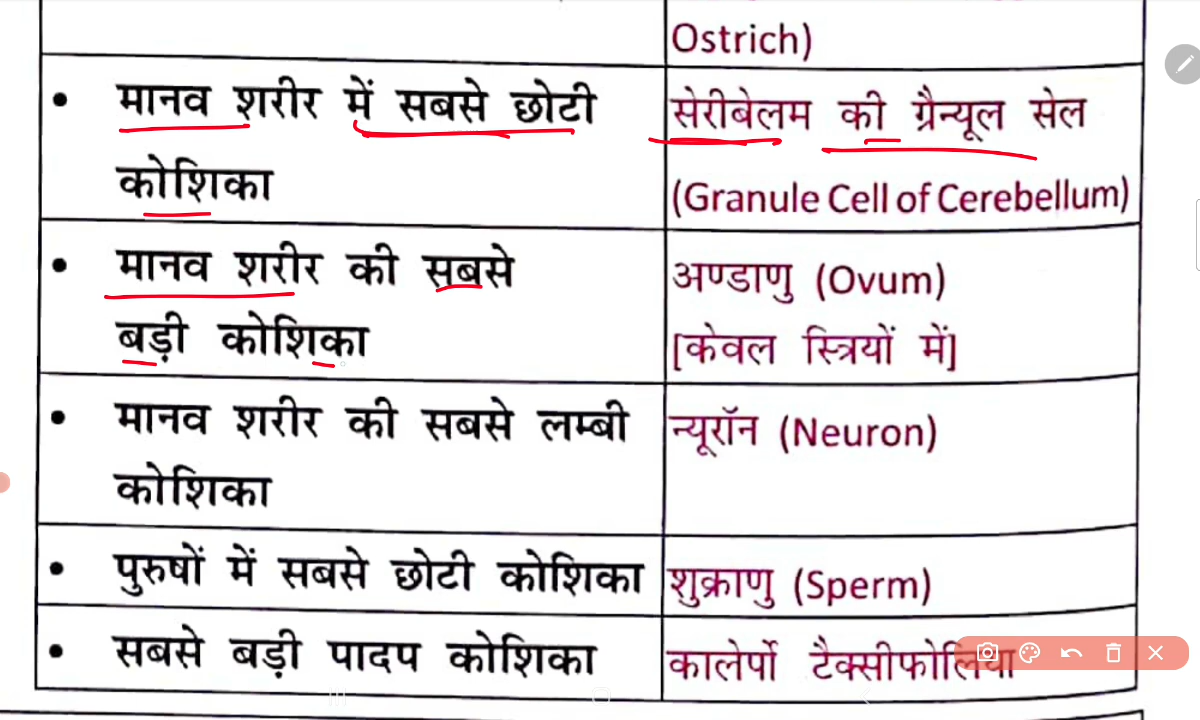 Ostrich)
• मानव शरीर में सबसे छोटी
कोशिका
सेरीबेलम की ग्रैन्यूल सेल
(Granule Cell of Cerebellum)
• मानव शरीर की सबसे
बड़ी कोशिका
अण्डाणु (Ovum)
[केवल स्त्रियों में]
• मानव शरीर की सबसे लम्बी
कोशिका
न्यूरॉन (Neuron)
• पुरुषों में सबसे छोटी कोशिका
शुक्राणु (Sperm)
• सबसे बड़ी पादप कोशिका
कालेर्पो टैक्सीफोलिया